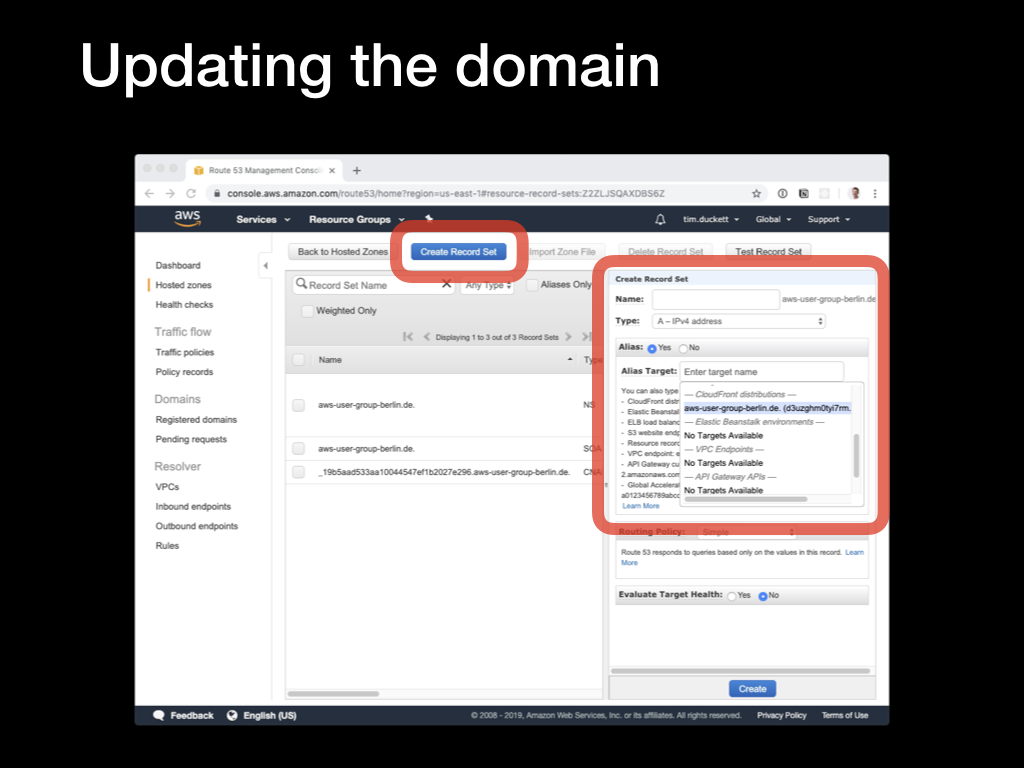 Updating the domain
Route 53 Management Conso
console.aws.amazon.com/route53/home?region=us-east-1#resource-record-sets:Z2ZLJSQAXDBS6Z
aws
Services
Resource Groups
tim.duckett
Global
Support
Back to Hosted Zones
Create Record Set
Import Zone File
Delete Record Set
Test Record Set
Dashboard
Hosted zones
Health checks
Traffic flow
Traffic policies
Policy records
Domains
Registered domains
Pending requests
Resolver
VPCs
Inbound endpoints
Outbound endpoints
Rules
Record Set Name
Any Type
Aliases Only
Weighted Only
Displaying 1 to 3 out of 3 Record Sets
Name
Type
aws-user-group-berlin.de.
NS
aws-user-group-berlin.de.
SOA
_19b5aad533aa10044547ef1b2027e296.aws-user-group-berlin.de.
CNA
Create Record Set
Name:
aws-user-group-berlin.de
Type:
A – IPv4 address
Alias:
Yes
No
Alias Target:
Enter target name
You can also type
- CloudFront distr
- Elastic Beanstalk
- ELB load balanc
- S3 website endp
- Resource record
- VPC endpoint: e
- API Gateway cu
2.amazonaws.com
- Global Accelerat
a0123456789abco
Learn More
— CloudFront distributions —
aws-user-group-berlin.de. (d3uzghm0tyi7rm.
— Elastic Beanstalk environments —
No Targets Available
— VPC Endpoints —
No Targets Available
— API Gateway APIs —
No Targets Available
Routing Policy:
Simple
Route 53 responds to queries based only on the values in this record. Learn
More
Evaluate Target Health:
Yes
No
Create
Feedback
English (US)
© 2008 - 2019, Amazon Web Services, Inc. or its affiliates. All rights reserved.
Privacy Policy
Terms of Use